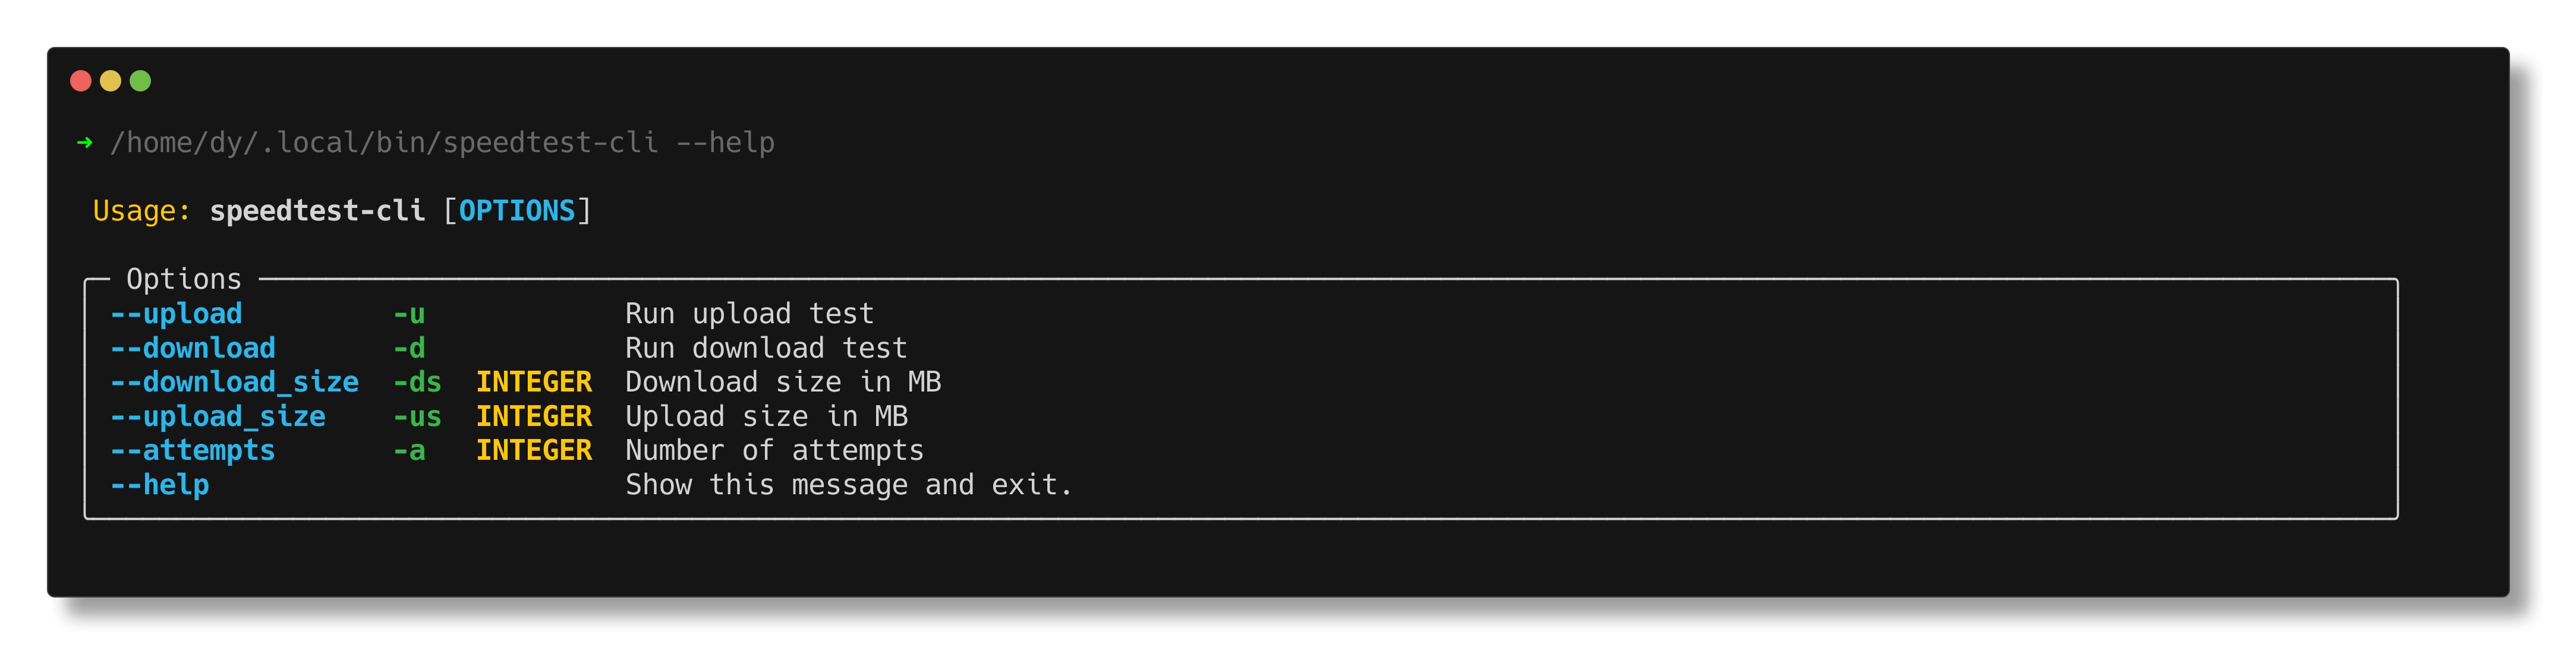 ➜ /home/dy/.local/bin/speedtest-cli --help
Usage: speedtest-cli [OPTIONS]
Options
--upload -u Run upload test
--download -d Run download test
--download_size -ds INTEGER Download size in MB
--upload_size -us INTEGER Upload size in MB
--attempts -a INTEGER Number of attempts
--help Show this message and exit.